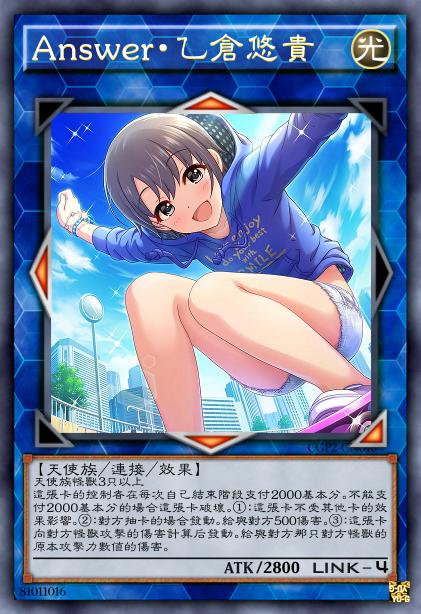 Answer・乙倉悠貴
光
enjoy
do your best
with
SMILE
CGP2-CN010
【天使族／連接／效果】
天使族怪獸3只以上
這張卡的控制者在每次自己結束階段支付2000基本分。不能支
付2000基本分的場合這張卡破壞。①：這張卡不受其他卡的效
果影響。②：對方抽卡的場合發動。給與對方500傷害。③：這張卡
向對方怪獸攻擊的傷害計算后發動。給與對方那只對方怪獸的
原本攻擊力數值的傷害。
ATK/2800 LINK-4
81011016